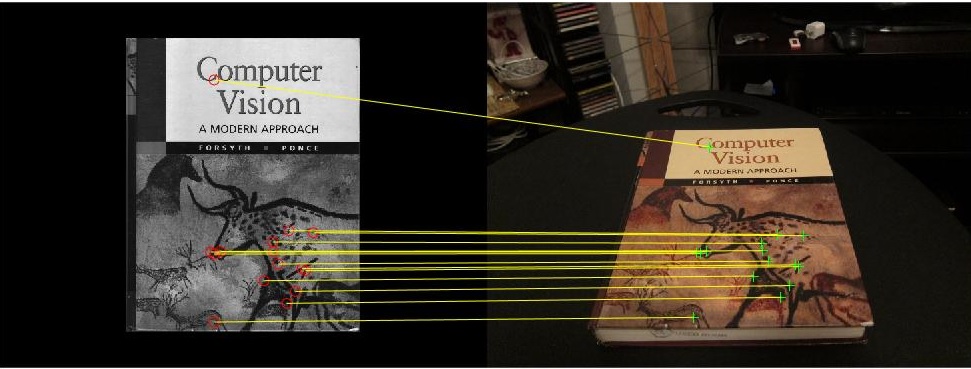 Computer
Vision
A MODERN APPROACH
FORSYTH PONCE
Computer
Vision
A MODERN APPROACH
FORSYTH PONCE